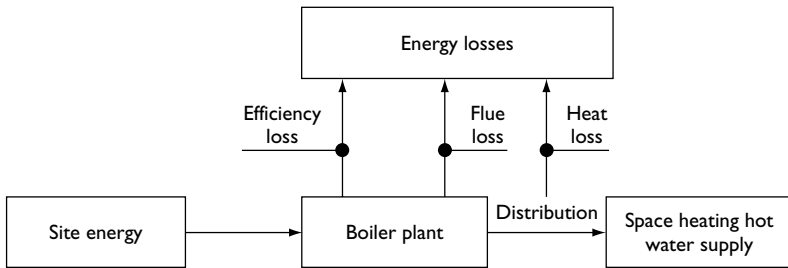 Energy losses
Efficiency
loss
Flue
loss
Heat
loss
Site energy
Boiler plant
Distribution
Space heating hot
water supply